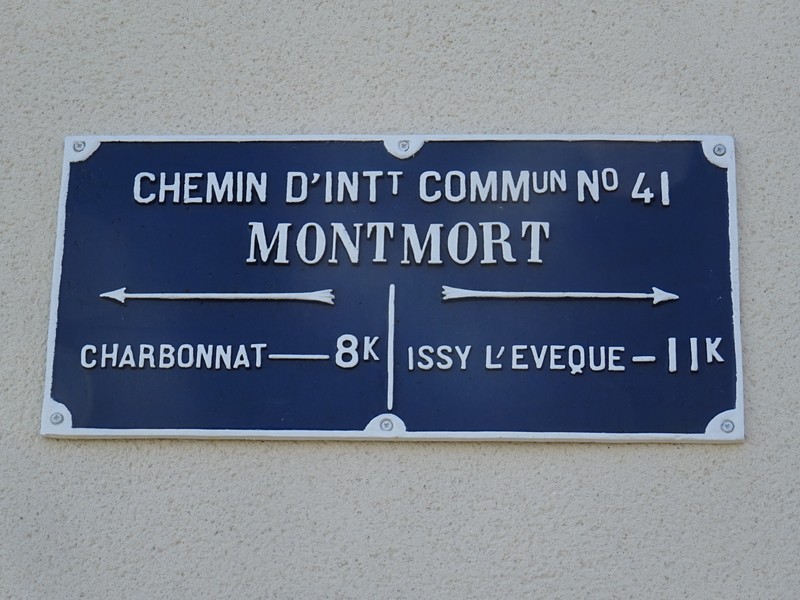 CHEMIN D'INTT COMMUN NO 41
MONTMORT
CHARBONNAT — 8K
ISSY L'EVEQUE — 11K